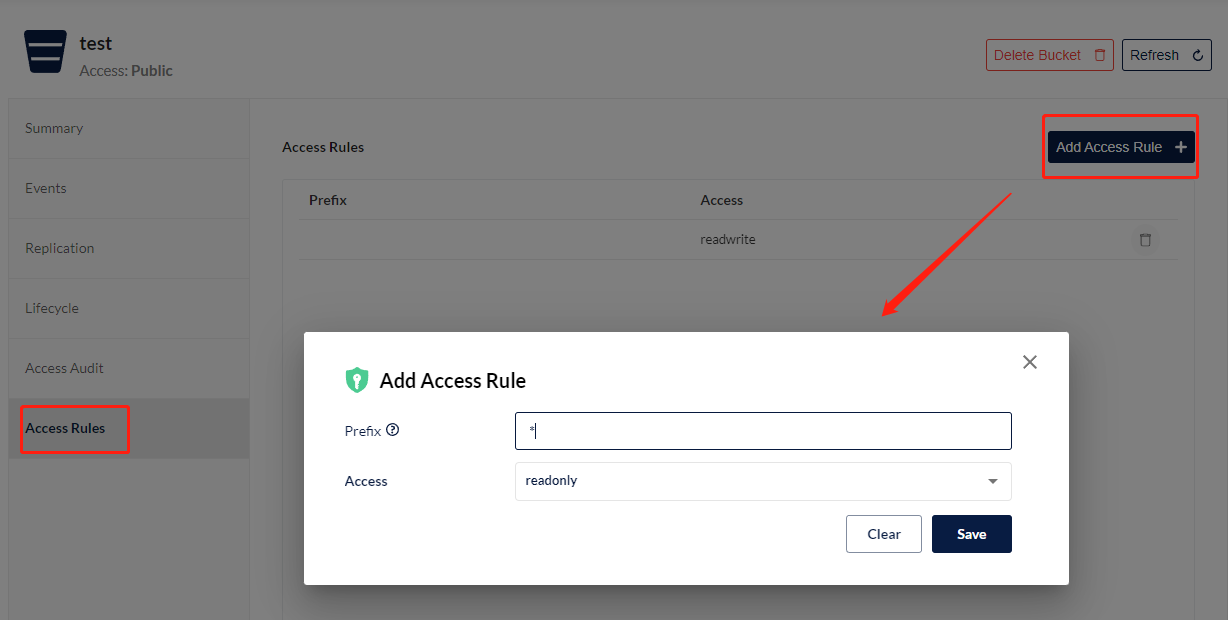 test
Access: Public
Delete Bucket
Refresh
Summary
Events
Replication
Lifecycle
Access Audit
Access Rules
Access Rules
Add Access Rule +
Prefix Access
readwrite
Add Access Rule
Prefix
*
Access
readonly
Clear
Save